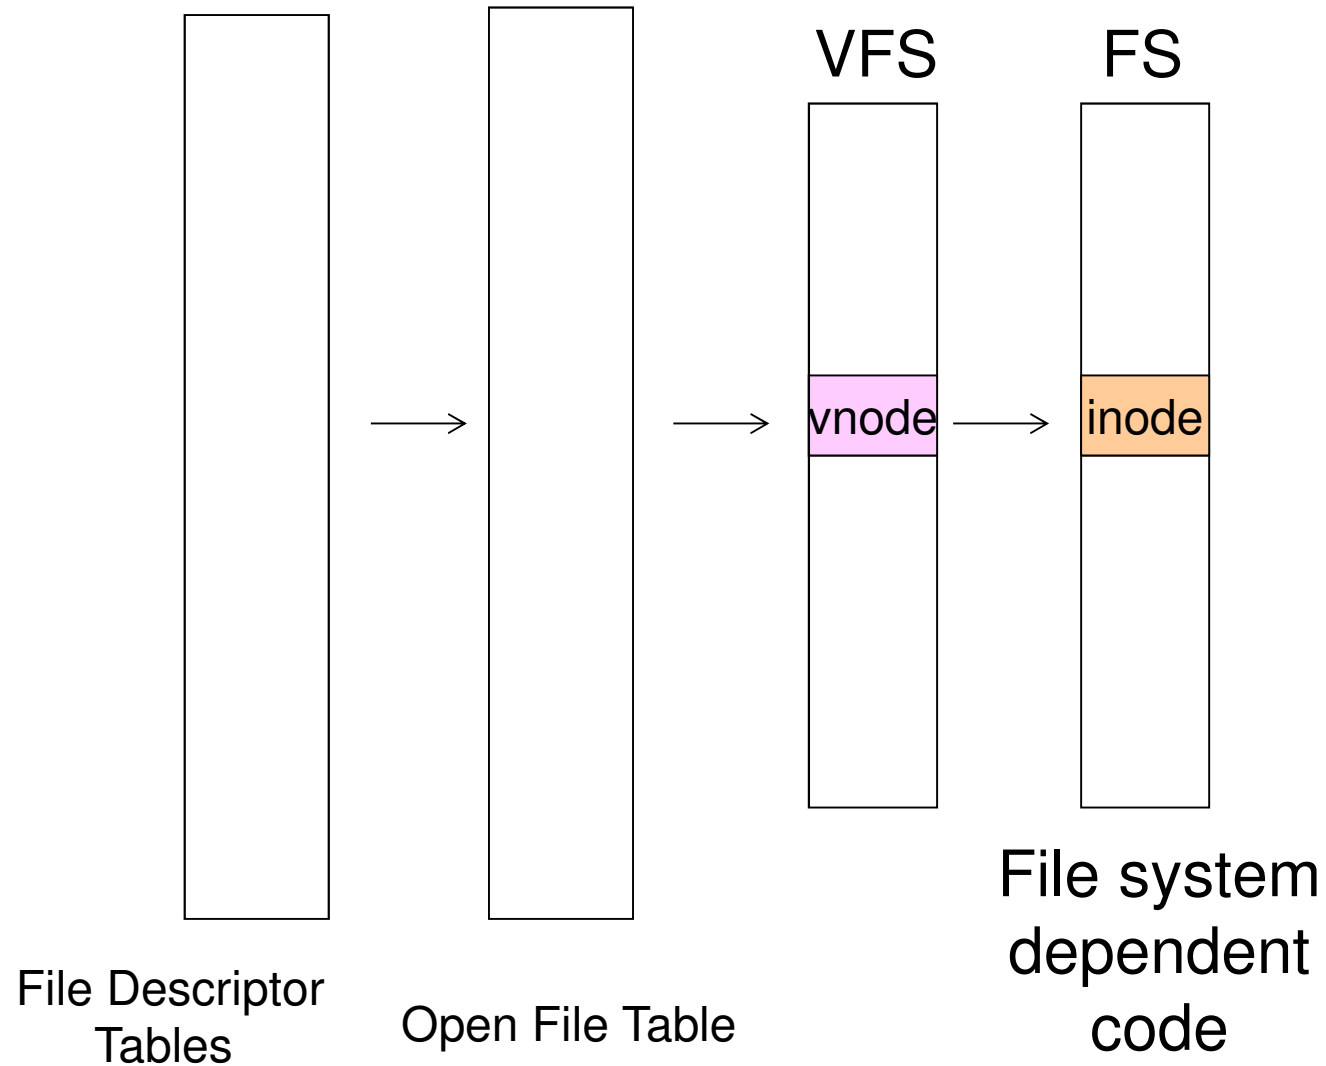 VFS
FS
vnode
inode
File Descriptor
Tables
Open File Table
File system
dependent
code